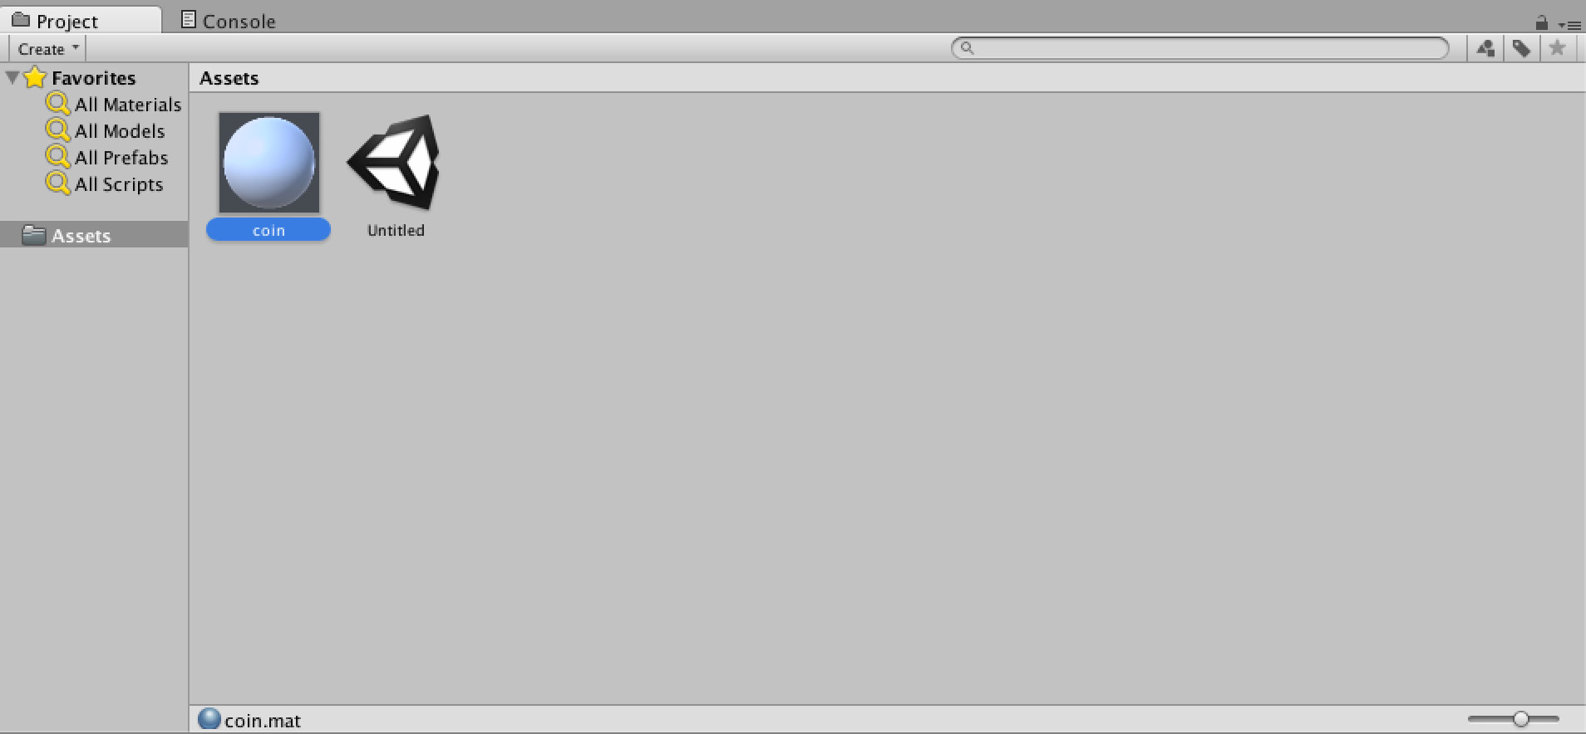 Project
Console
Create
Favorites
Assets
All Materials
All Models
All Prefabs
All Scripts
Assets
coin
Untitled
coin.mat